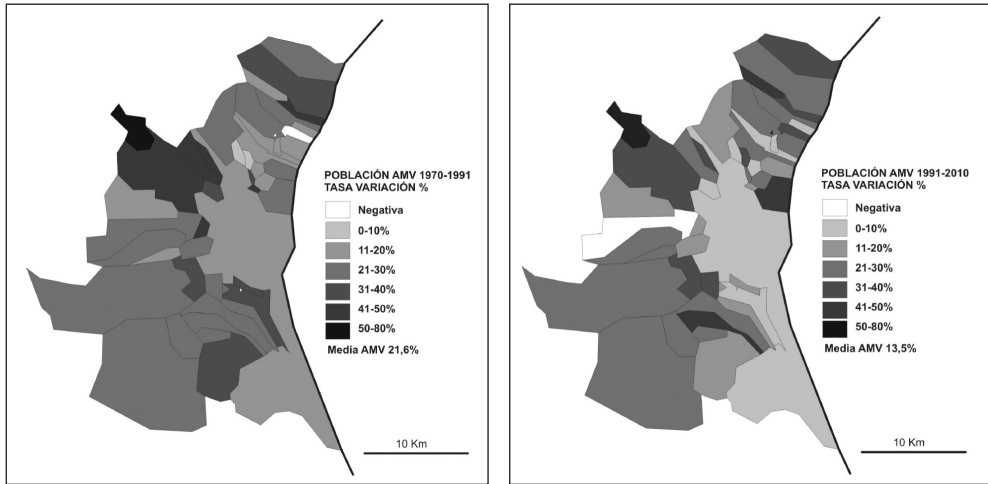 POBLACIÓN AMV 1970-1991
TASA VARIACIÓN %
Negativa
0-10%
11-20%
21-30%
31-40%
41-50%
50-80%
Media AMV 21,6%
10 Km
POBLACIÓN AMV 1991-2010
TASA VARIACIÓN %
Negativa
0-10%
11-20%
21-30%
31-40%
41-50%
50-80%
Media AMV 13,5%
10 Km